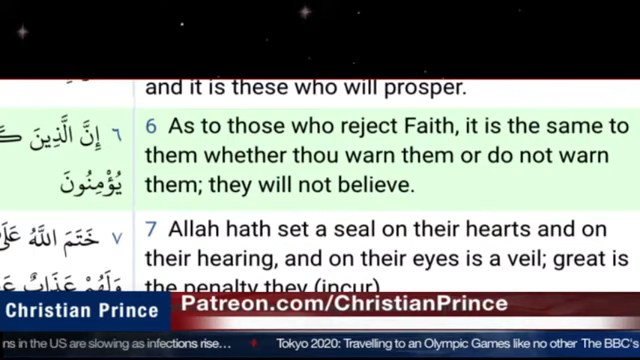 and it is these who will prosper.
٦ إِنَّ الَّذِينَ
يُؤْمِنُونَ
6 As to those who reject Faith, it is the same to
them whether thou warn them or do not warn
them; they will not believe.
٧ خَتَمَ اللَّهُ
وَلَهُمْ عَذَابٌ
7 Allah hath set a seal on their hearts and on
their hearing, and on their eyes is a veil; great is
the penalty they (incur)
Christian Prince
Patreon.com/ChristianPrince
ns in the US are slowing as infections rise... Tokyo 2020: Travelling to an Olympic Games like no other The BBC's